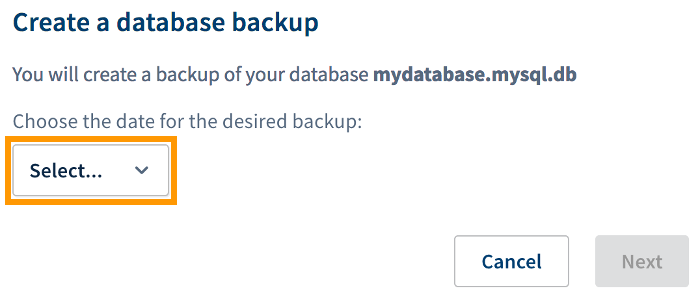 Create a database backup
You will create a backup of your database mydatabase.mysql.db
Choose the date for the desired backup:
Select...
Cancel
Next